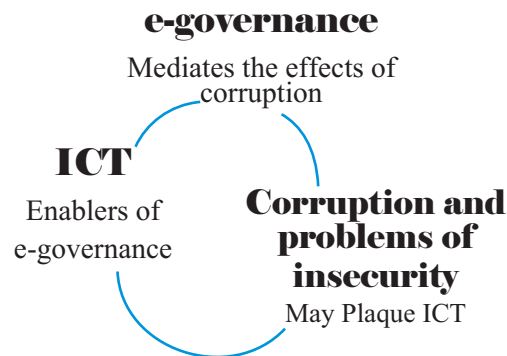 e-governance
Mediates the effects of
corruption
ICT
Enablers of
e-governance
Corruption and
problems of
insecurity
May Plaque ICT